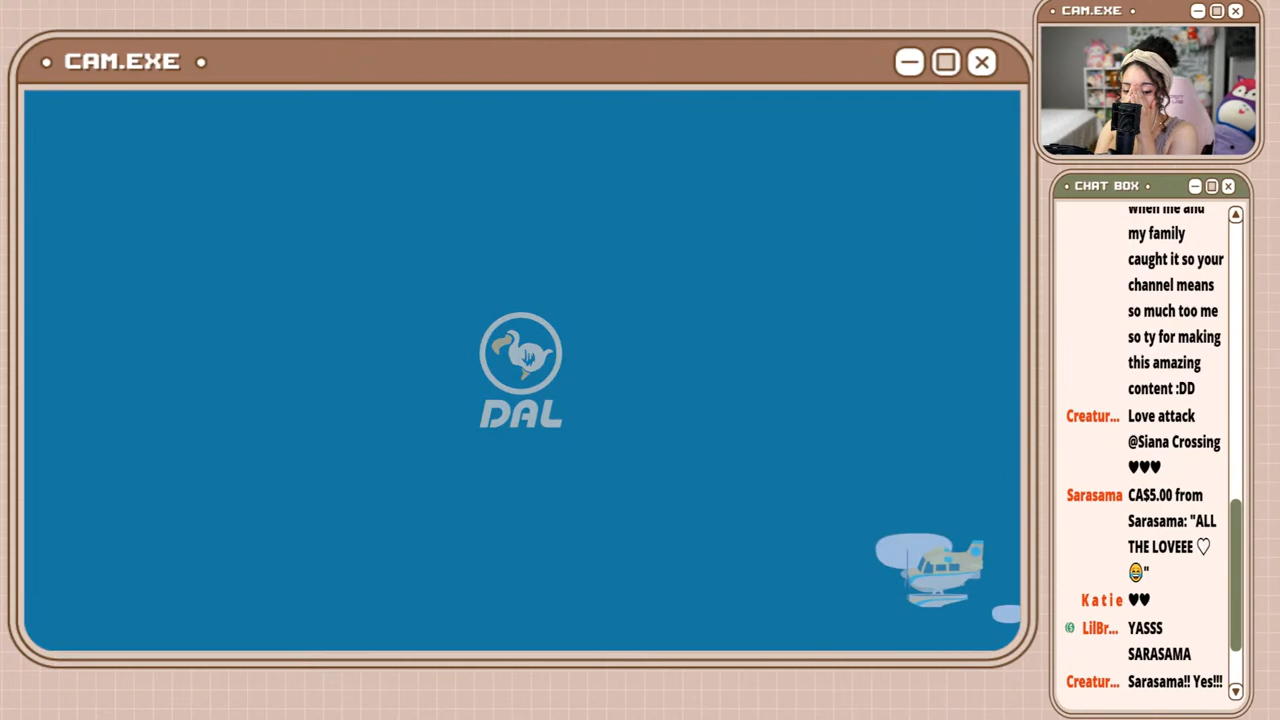 CAM.EXE
CAM.EXE
DAL
CHAT BOX
when me and
my family
caught it so your
channel means
so much too me
so ty for making
this amazing
content :DD
Creatur... Love attack
@Siana Crossing
♥♥♥
Sarasama CA$5.00 from
Sarasama: "ALL
THE LOVEEE ♡
😂"
Katie ♥♥
LilBr... YASSS
SARASAMA
Creatur... Sarasama!! Yes!!!